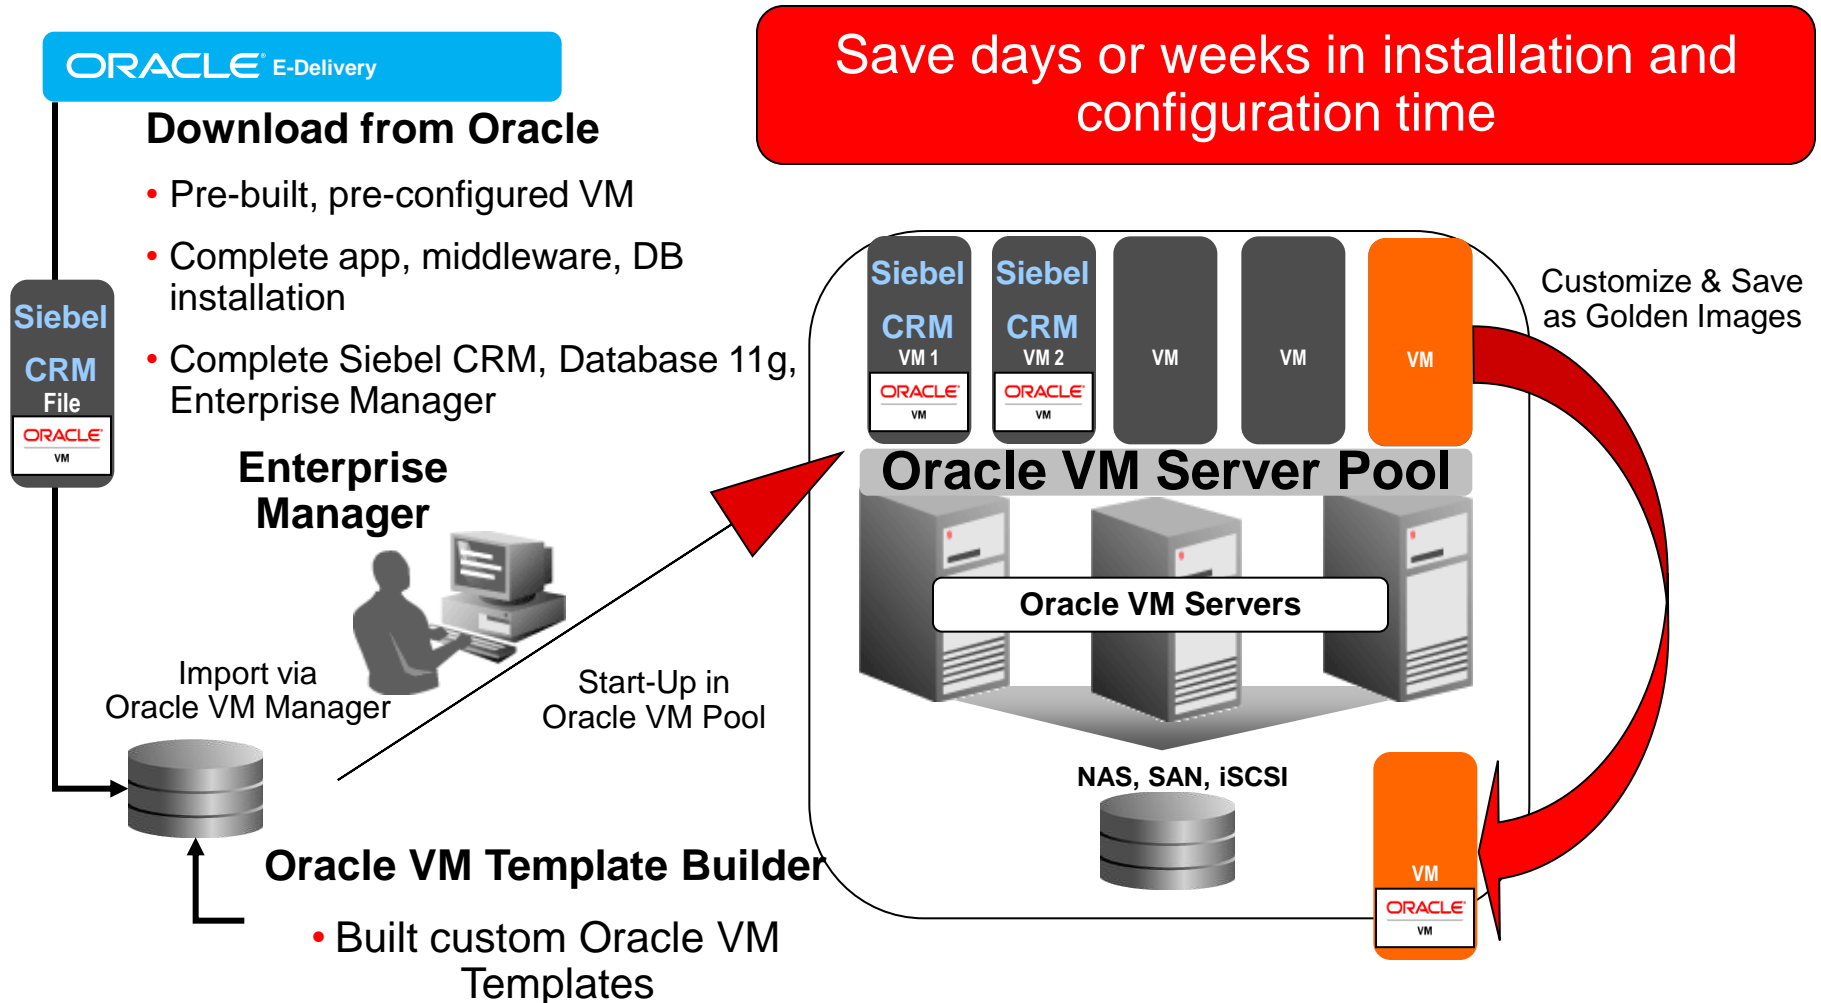 ORACLE® E-Delivery
Save days or weeks in installation and
configuration time
Download from Oracle
• Pre-built, pre-configured VM
• Complete app, middleware, DB
installation
• Complete Siebel CRM, Database 11g,
Enterprise Manager
Siebel
CRM
File
ORACLE®
VM
Enterprise
Manager
Import via
Oracle VM Manager
Start-Up in
Oracle VM Pool
Oracle VM Template Builder
• Built custom Oracle VM
Templates
Siebel
CRM
VM 1
ORACLE®
VM
Siebel
CRM
VM 2
ORACLE®
VM
VM
VM
VM
Customize & Save
as Golden Images
Oracle VM Server Pool
Oracle VM Servers
NAS, SAN, iSCSI
VM
ORACLE®
VM